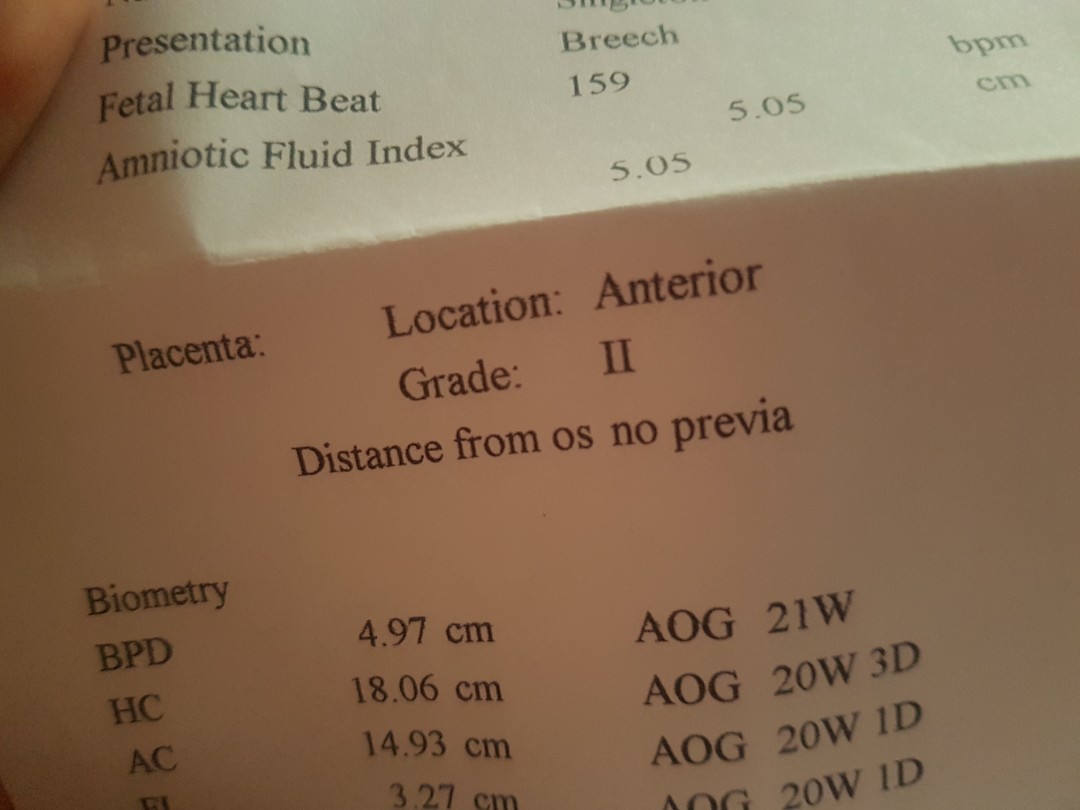 Singleton
Presentation Breech
Fetal Heart Beat 159 bpm
Amniotic Fluid Index 5.05 cm
5.05
Placenta: Location: Anterior
Grade: II
Distance from os no previa
Biometry
BPD 4.97 cm AOG 21W
HC 18.06 cm AOG 20W 3D
AC 14.93 cm AOG 20W 1D
3.27 cm AOG 20W 1D